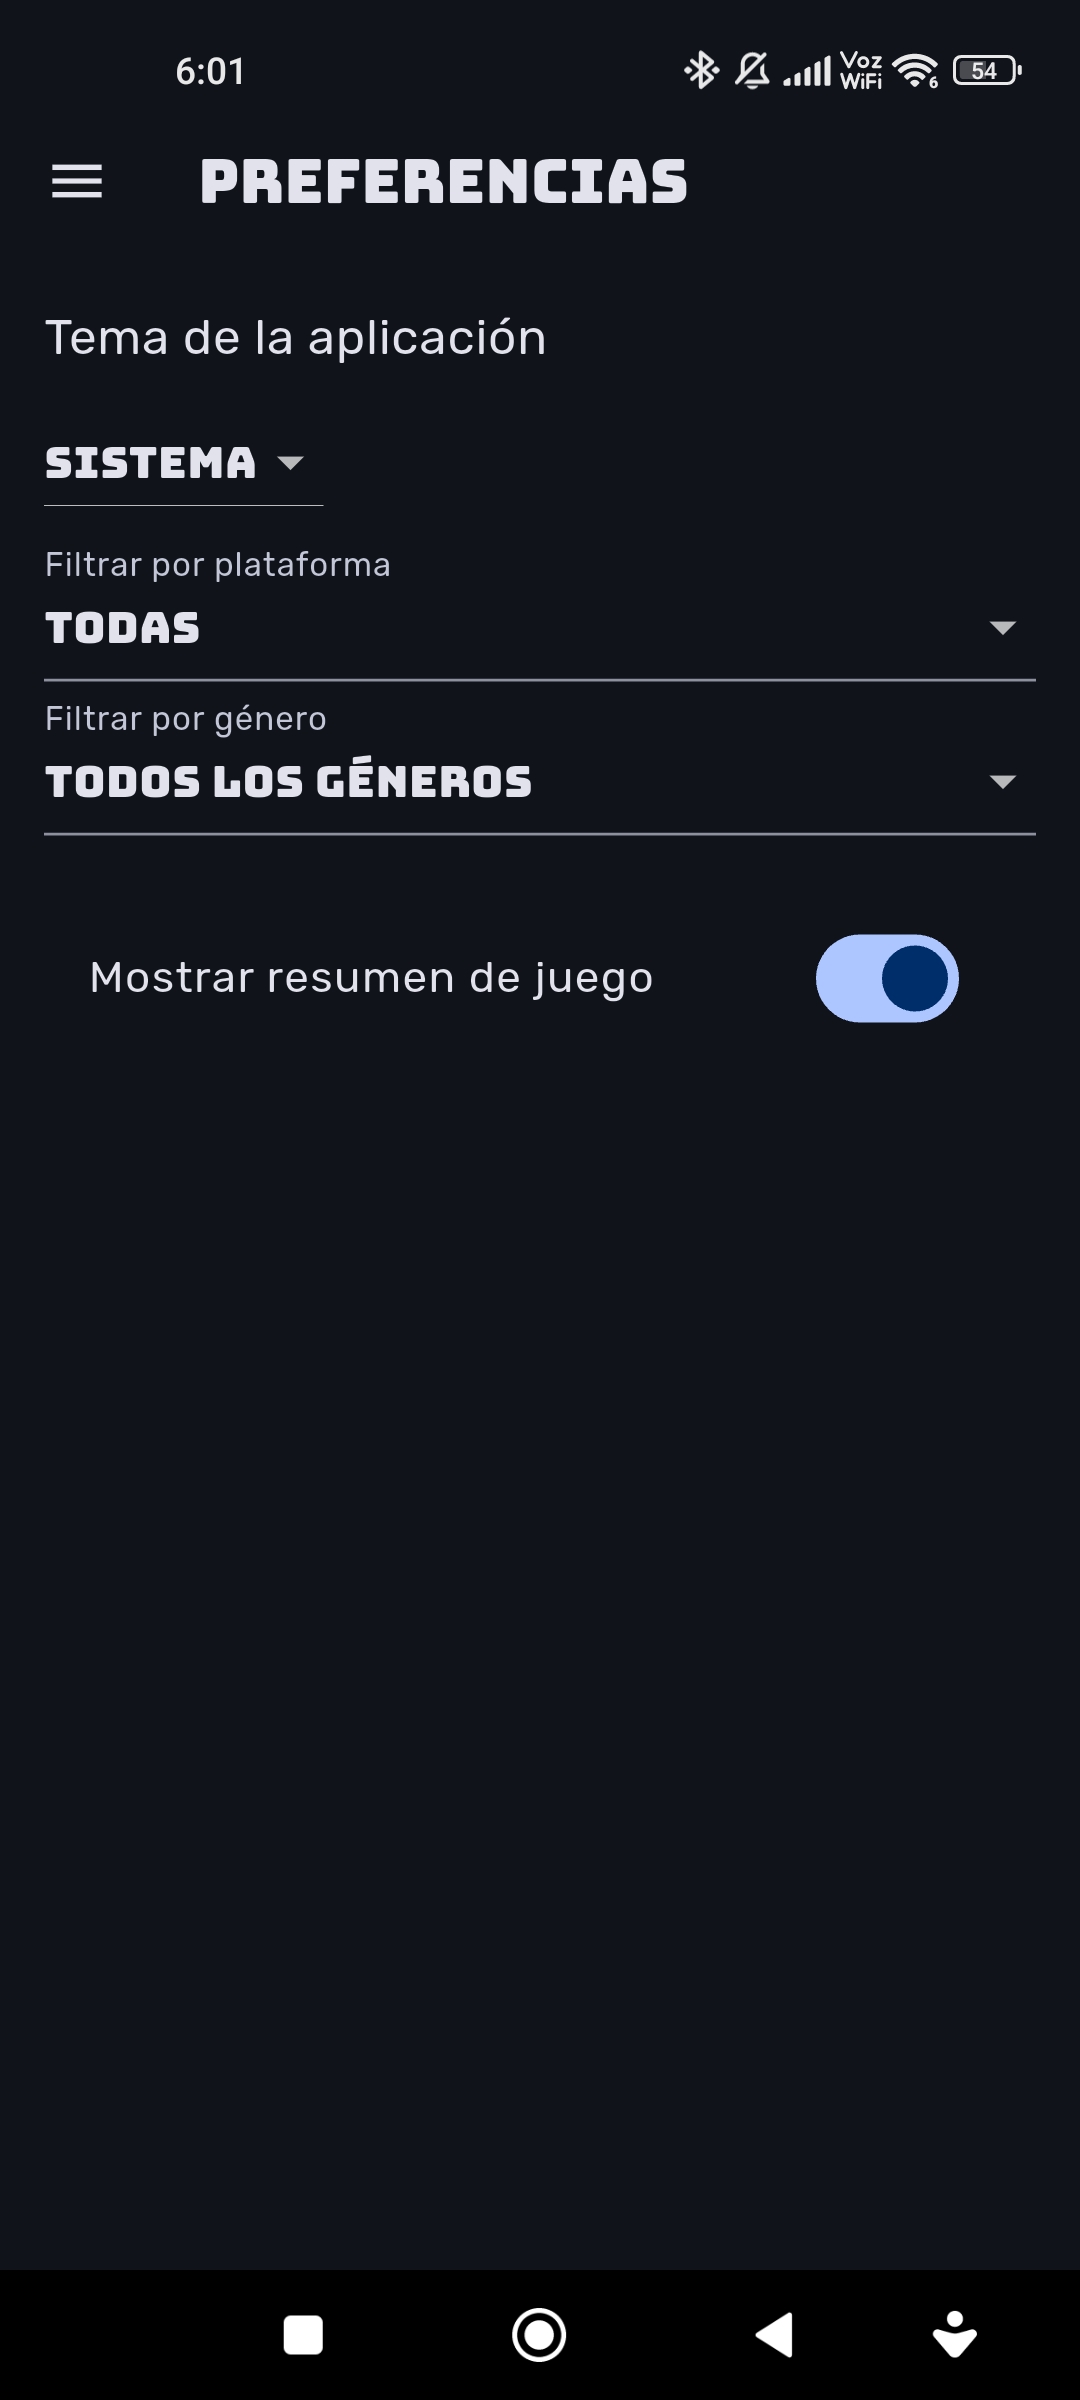 6:01
Voz
WiFi
6
54
PREFERENCIAS
Tema de la aplicación
SISTEMA
Filtrar por plataforma
TODAS
Filtrar por género
TODOS LOS GÉNEROS
Mostrar resumen de juego